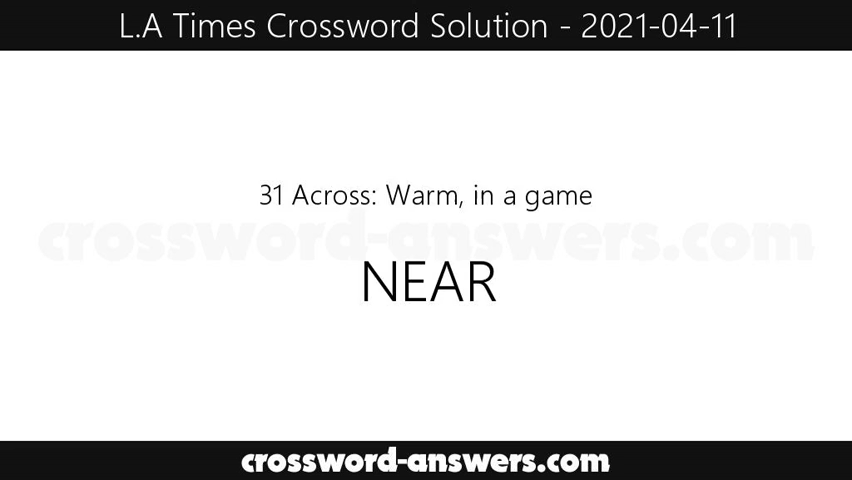 L.A Times Crossword Solution - 2021-04-11
31 Across: Warm, in a game
crossword-answers.com
NEAR
crossword-answers.com